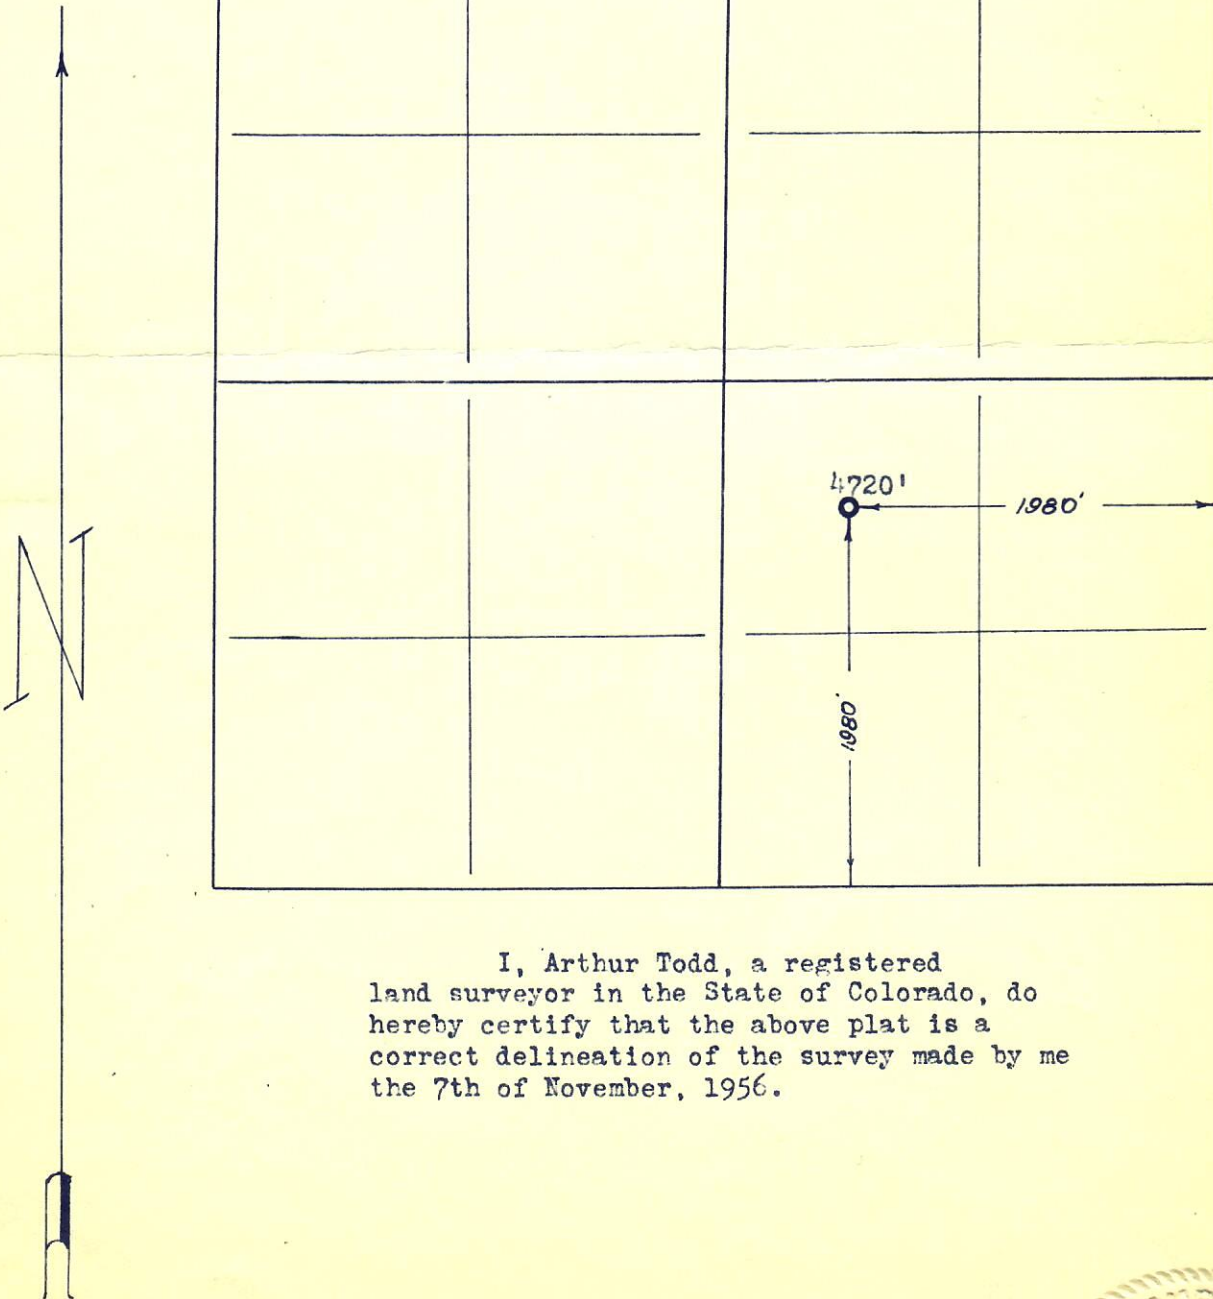 4720'
1980'
1980'
N
I, Arthur Todd, a registered
land surveyor in the State of Colorado, do
hereby certify that the above plat is a
correct delineation of the survey made by me
the 7th of November, 1956.